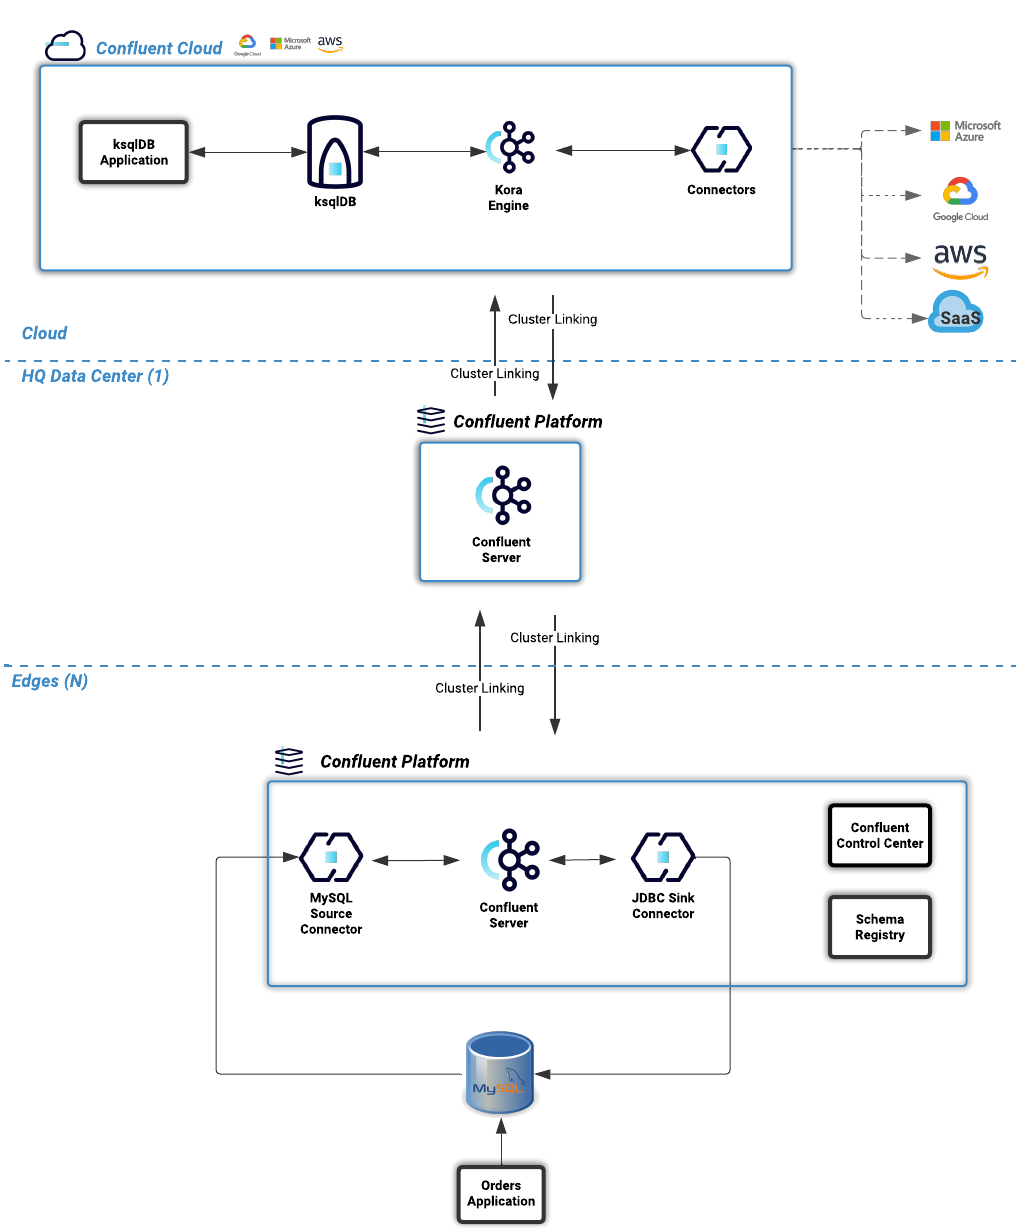 Confluent Cloud
Google Cloud
Microsoft
Azure
aws
ksqlDB
Application
ksqlDB
Kora
Engine
Connectors
Microsoft
Azure
Google Cloud
aws
SaaS
Cluster Linking
Cloud
HQ Data Center (1)
Cluster Linking
Confluent Platform
Confluent
Server
Cluster Linking
Edges (N)
Cluster Linking
Confluent Platform
MySQL
Source
Connector
Confluent
Server
JDBC Sink
Connector
Confluent
Control Center
Schema
Registry
MySQL
Orders
Application